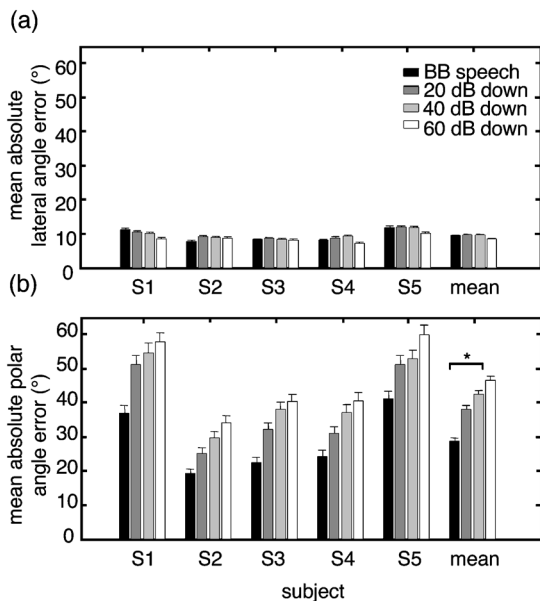 (a)
mean absolute
lateral angle error (°)
60
50
40
30
20
10
0
BB speech
20 dB down
40 dB down
60 dB down
S1 S2 S3 S4 S5 mean
(b)
mean absolute polar
angle error (°)
60
50
40
30
20
10
0
*
S1 S2 S3 S4 S5 mean
subject